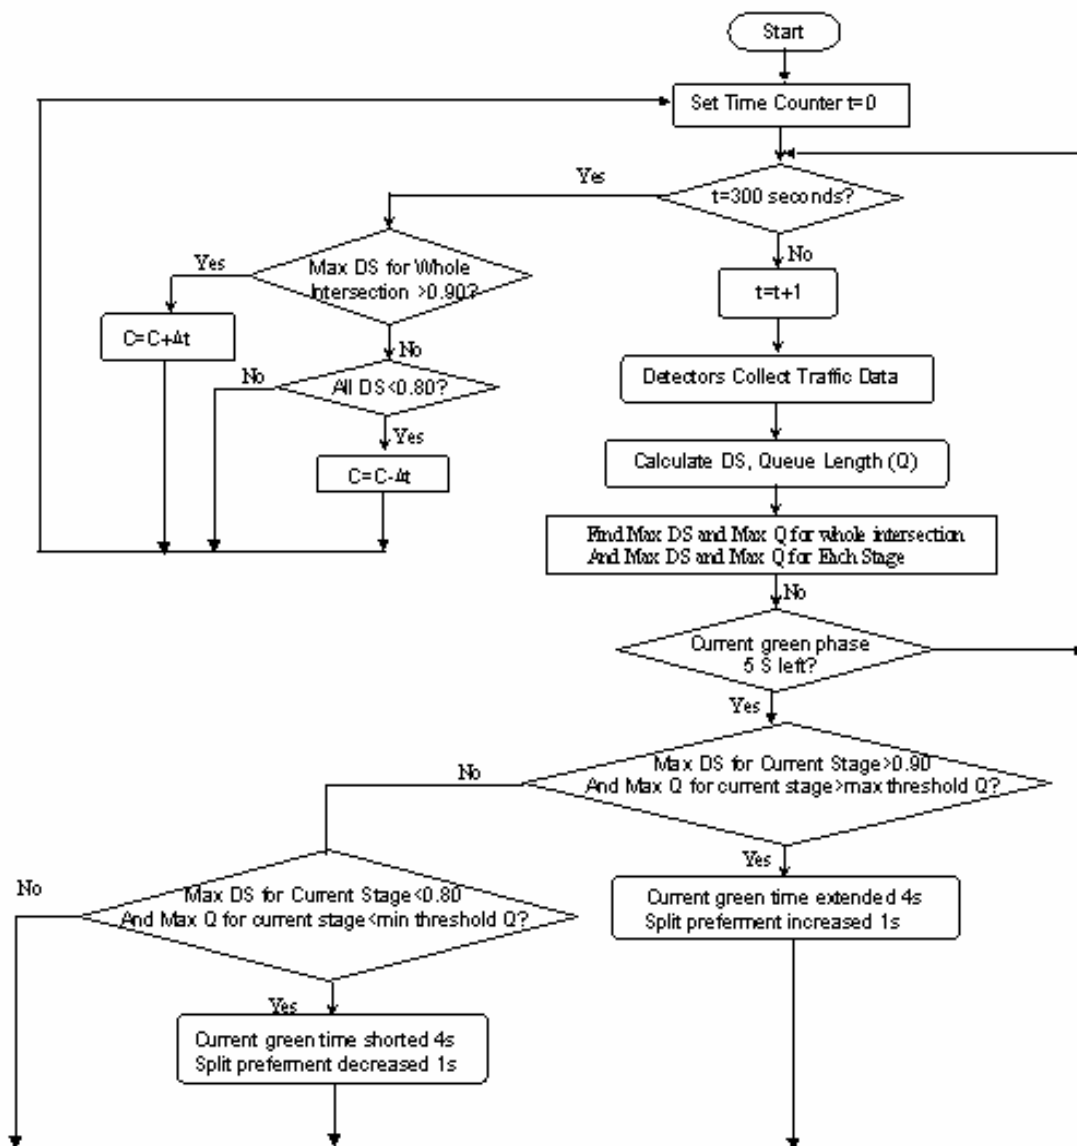 Start
Set Time Counter t=0
Yes
t=300 seconds?
No
Yes
Max DS for Whole
Intersection >0.90?
t=t+1
C=C+Δt
No
Detectors Collect Traffic Data
No
All DS<0.80?
Yes
Calculate DS, Queue Length (Q)
C=C-Δt
Find Max DS and Max Q for whole intersection
And Max DS and Max Q for Each Stage
No
Current green phase
5 S left?
Yes
Max DS for Current Stage>0.90
And Max Q for current stage>max threshold Q?
No
Yes
No
Max DS for Current Stage<0.80
And Max Q for current stage<min threshold Q?
Current green time extended 4s
Split preferment increased 1s
Yes
Current green time shorted 4s
Split preferment decreased 1s